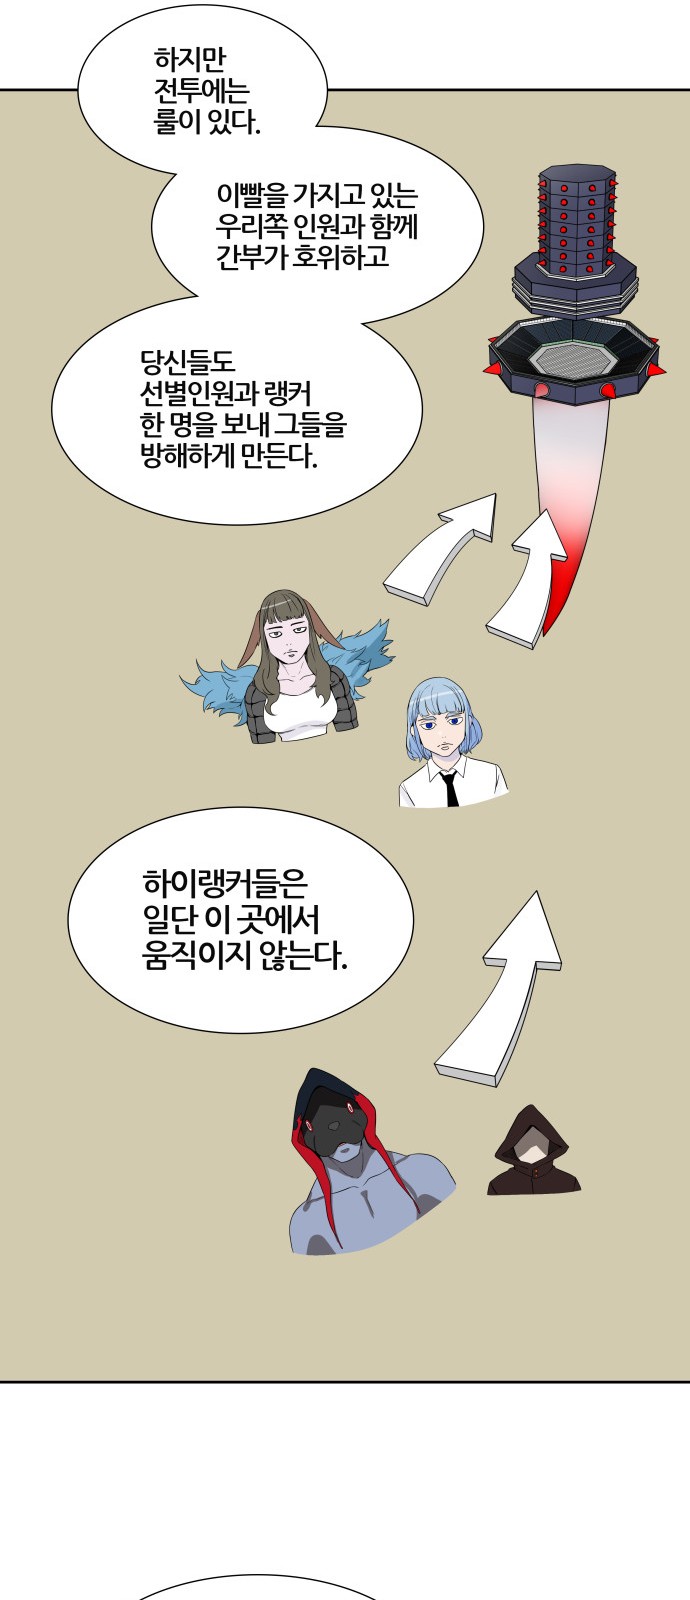 하지만
전투에는
룰이 있다.
이빨을 가지고 있는
우리쪽 인원과 함께
간부가 호위하고
당신들도
선별인원과 랭커
한 명을 보내 그들을
방해하게 만든다.
하이랭커들은
일단 이 곳에서
움직이지 않는다.